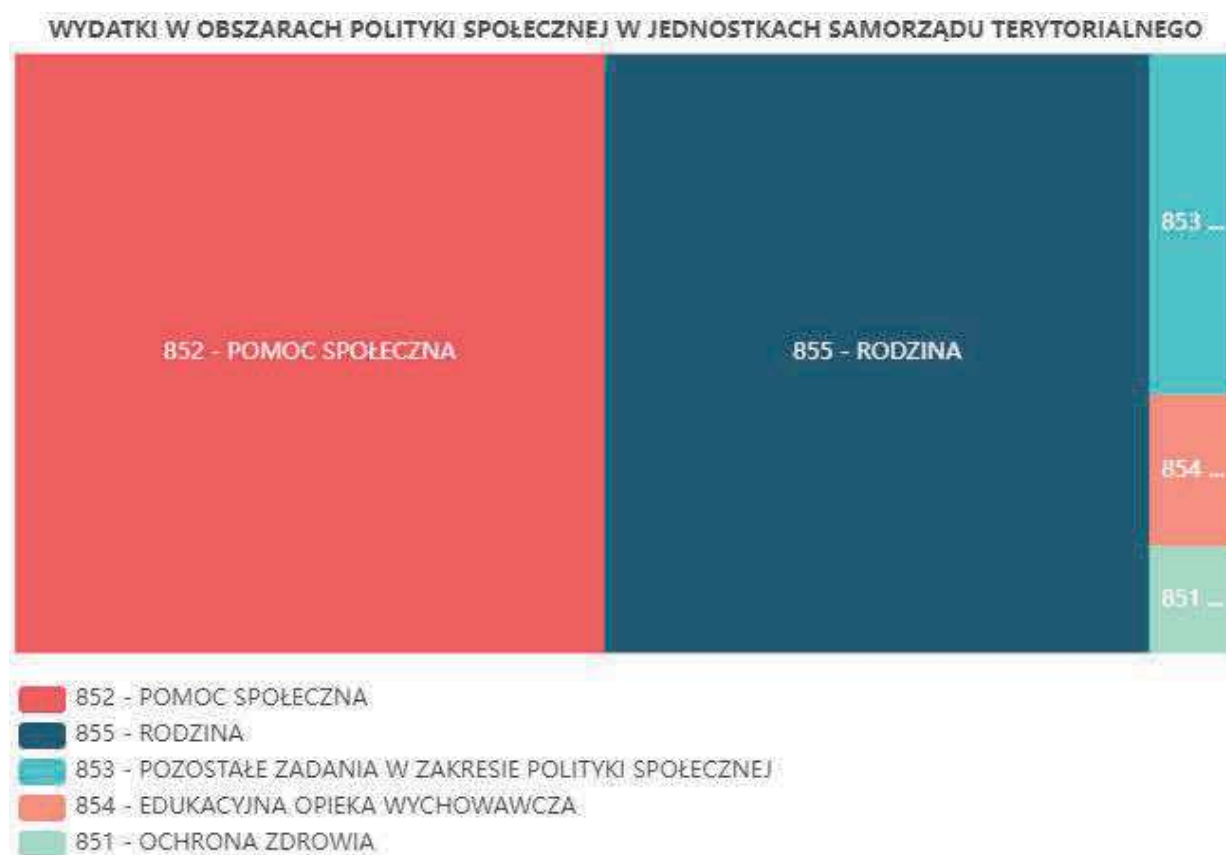 WYDATKI W OBSZARACH POLITYKI SPOŁECZNEJ W JEDNOSTKACH SAMORZĄDU TERYTORIALNEGO
853 ...
852 - POMOC SPOŁECZNA
855 - RODZINA
854 ...
851 ...
852 - POMOC SPOŁECZNA
855 - RODZINA
853 - POZOSTAŁE ZADANIA W ZAKRESIE POLITYKI SPOŁECZNEJ
854 - EDUKACYJNA OPIEKA WYCHOWAWCZA
851 - OCHRONA ZDROWIA